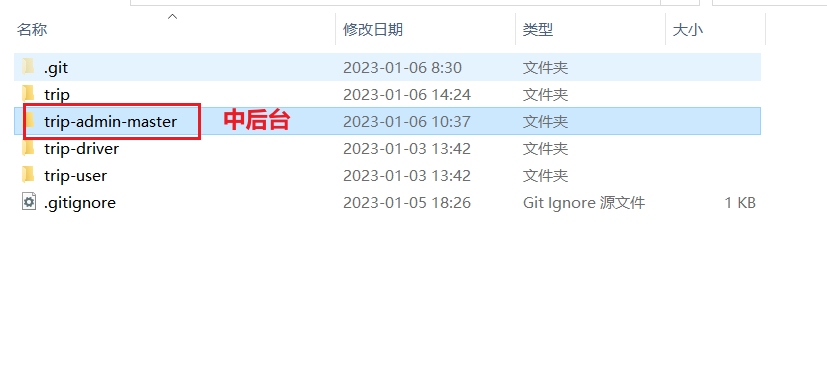 名称 修改日期 类型 大小
.git 2023-01-06 8:30 文件夹
trip 2023-01-06 14:24 文件夹
trip-admin-master 中后台 2023-01-06 10:37 文件夹
trip-driver 2023-01-03 13:42 文件夹
trip-user 2023-01-03 13:42 文件夹
.gitignore 2023-01-05 18:26 Git Ignore 源文件 1 KB